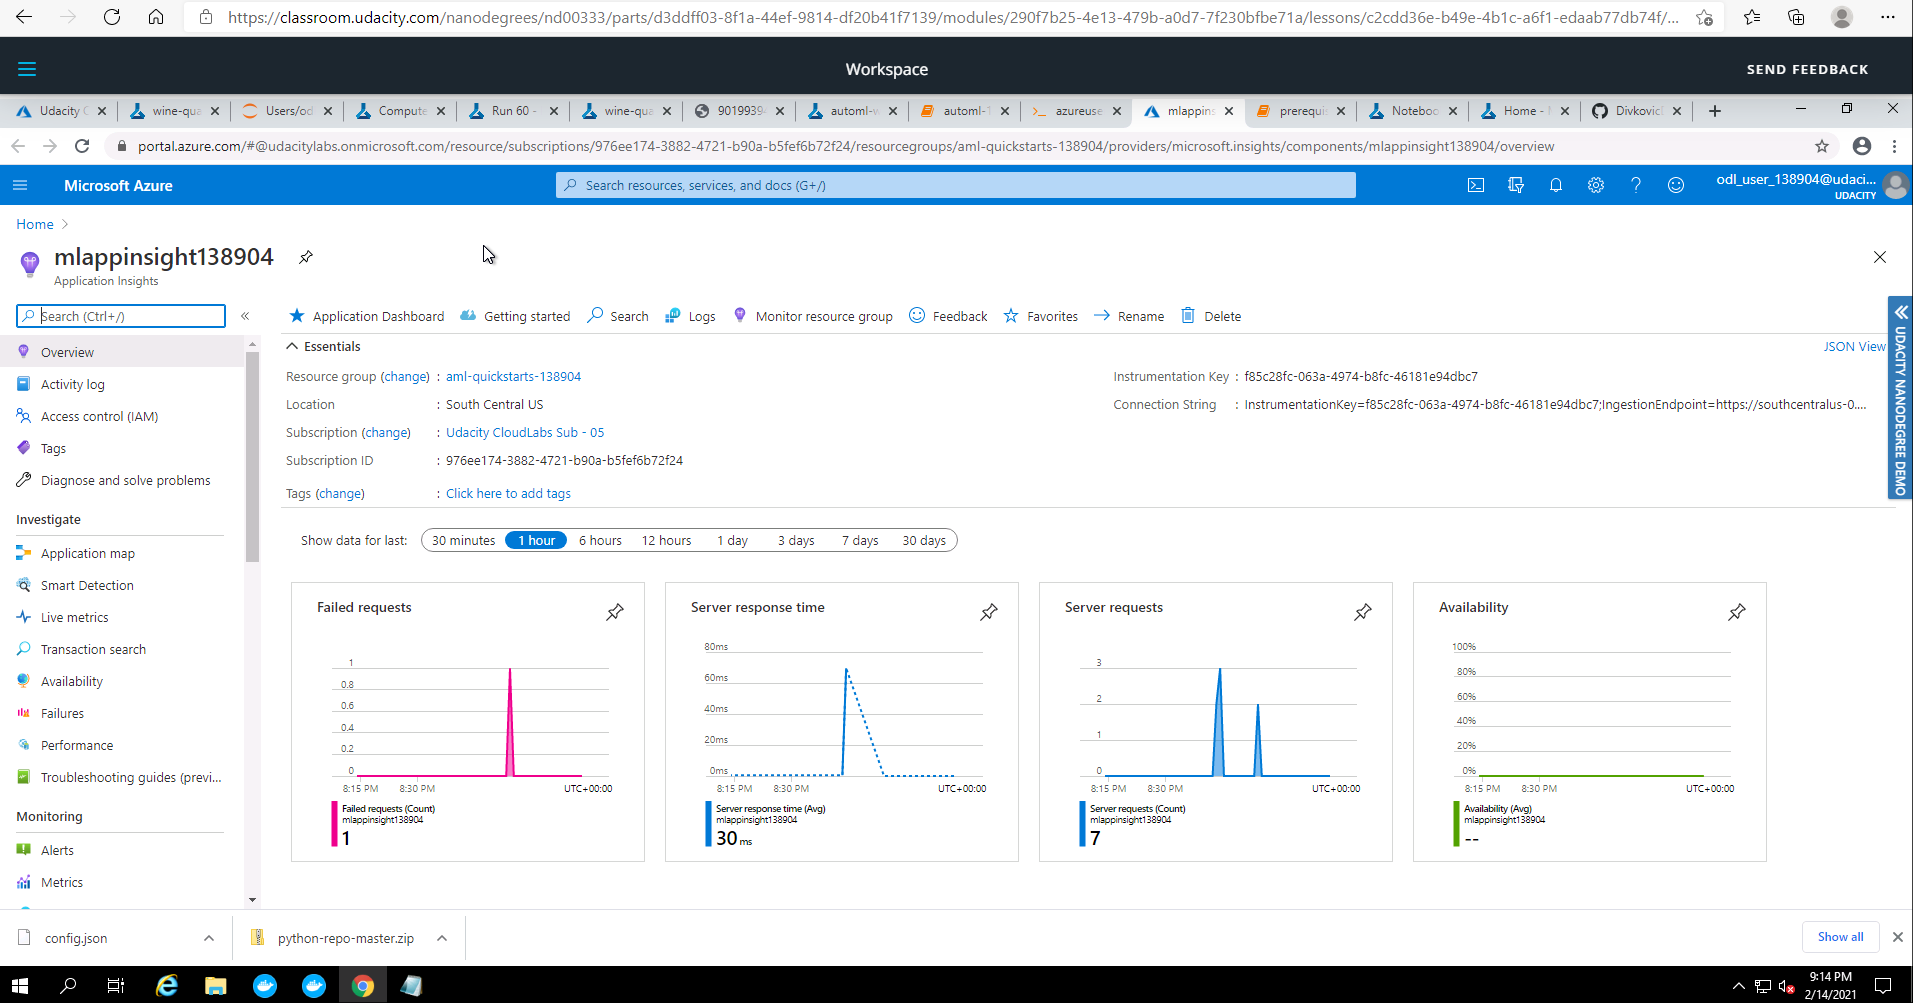 https://classroom.udacity.com/nanodegrees/nd00333/parts/d3ddff03-8f1a-44ef-9814-df20b41f7139/modules/290f7b25-4e13-479b-a0d7-7f230bfbe71a/lessons/c2cdd36e-b49e-4b1c-a6f1-edaab77db74f/...
Workspace
SEND FEEDBACK
Udacity C
wine-qua
Users/od
Compute
Run 60 -
wine-qua
9019939
automl-w
automl-1
azureuse
mlappins
prerequi
Noteboo
Home -
Divkovic
portal.azure.com/#@udacitylabs.onmicrosoft.com/resource/subscriptions/976ee174-3882-4721-b90a-b5fef6b72f24/resourcegroups/aml-quickstarts-138904/providers/microsoft.insights/components/mlappinsight138904/overview
Microsoft Azure
Search resources, services, and docs (G+/)
odl_user_138904@udaci...
UDACITY
Home
mlappinsight138904
Application Insights
Search (Ctrl+/)
Application Dashboard
Getting started
Search
Logs
Monitor resource group
Feedback
Favorites
Rename
Delete
Overview
Activity log
Access control (IAM)
Tags
Diagnose and solve problems
Investigate
Application map
Smart Detection
Live metrics
Transaction search
Availability
Failures
Performance
Troubleshooting guides (previ...
Monitoring
Alerts
Metrics
Essentials
JSON View
Resource group (change) : aml-quickstarts-138904
Location : South Central US
Subscription (change) : Udacity CloudLabs Sub - 05
Subscription ID : 976ee174-3882-4721-b90a-b5fef6b72f24
Tags (change) : Click here to add tags
Instrumentation Key : f85c28fc-063a-4974-b8fc-46181e94dbc7
Connection String : InstrumentationKey=f85c28fc-063a-4974-b8fc-46181e94dbc7;IngestionEndpoint=https://southcentralus-0....
UDACITY NANODEGREE DEMO
Show data for last:
30 minutes
1 hour
6 hours
12 hours
1 day
3 days
7 days
30 days
Failed requests
1
0.8
0.6
0.4
0.2
0
8:15 PM
8:30 PM
UTC+00:00
Failed requests (Count)
mlappinsight138904
1
Server response time
80ms
60ms
40ms
20ms
0ms
8:15 PM
8:30 PM
UTC+00:00
Server response time (Avg)
mlappinsight138904
30 ms
Server requests
3
2
1
0
8:15 PM
8:30 PM
UTC+00:00
Server requests (Count)
mlappinsight138904
7
Availability
100%
80%
60%
40%
20%
0%
8:15 PM
8:30 PM
UTC+00:00
Availability (Avg)
mlappinsight138904
--
config.json
python-repo-master.zip
Show all
9:14 PM
2/14/2021